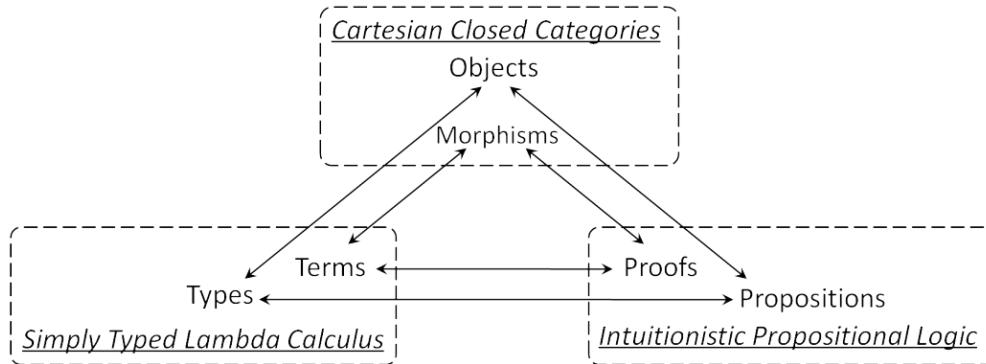 Cartesian Closed Categories
Objects
Morphisms
Terms
Proofs
Types
Propositions
Simply Typed Lambda Calculus
Intuitionistic Propositional Logic